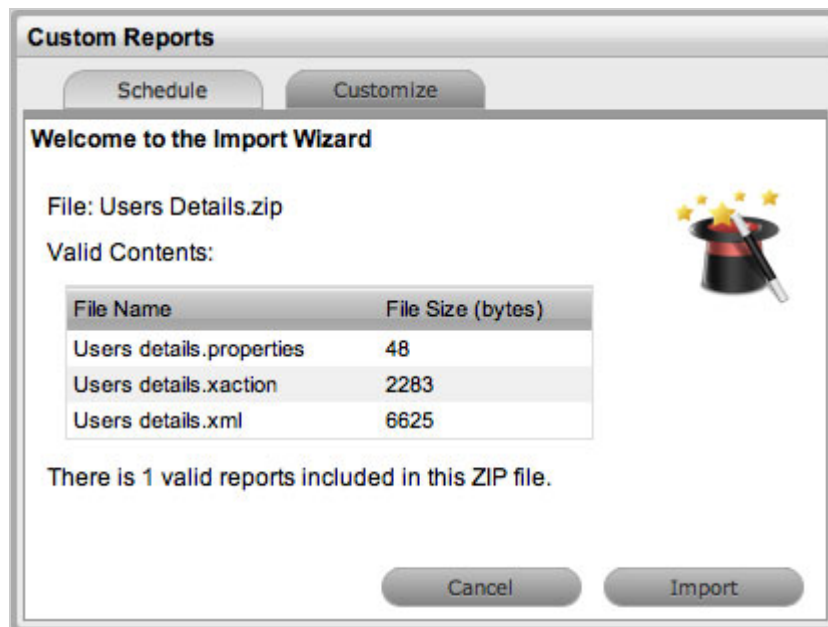 Custom Reports
Schedule Customize
Welcome to the Import Wizard
File: Users Details.zip
Valid Contents:
File Name File Size (bytes)
Users details.properties 48
Users details.xaction 2283
Users details.xml 6625
There is 1 valid reports included in this ZIP file.
Cancel Import